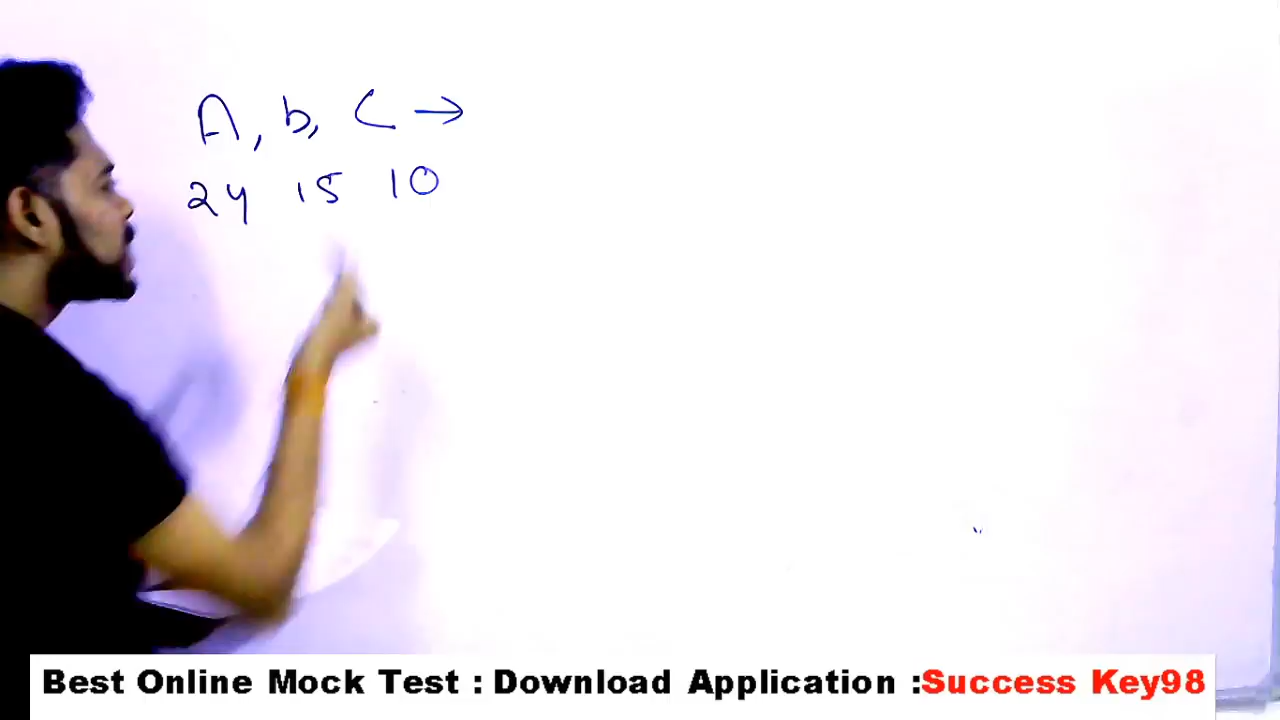 A, b, C →
24 15 10
Best Online Mock Test : Download Application :Success Key98